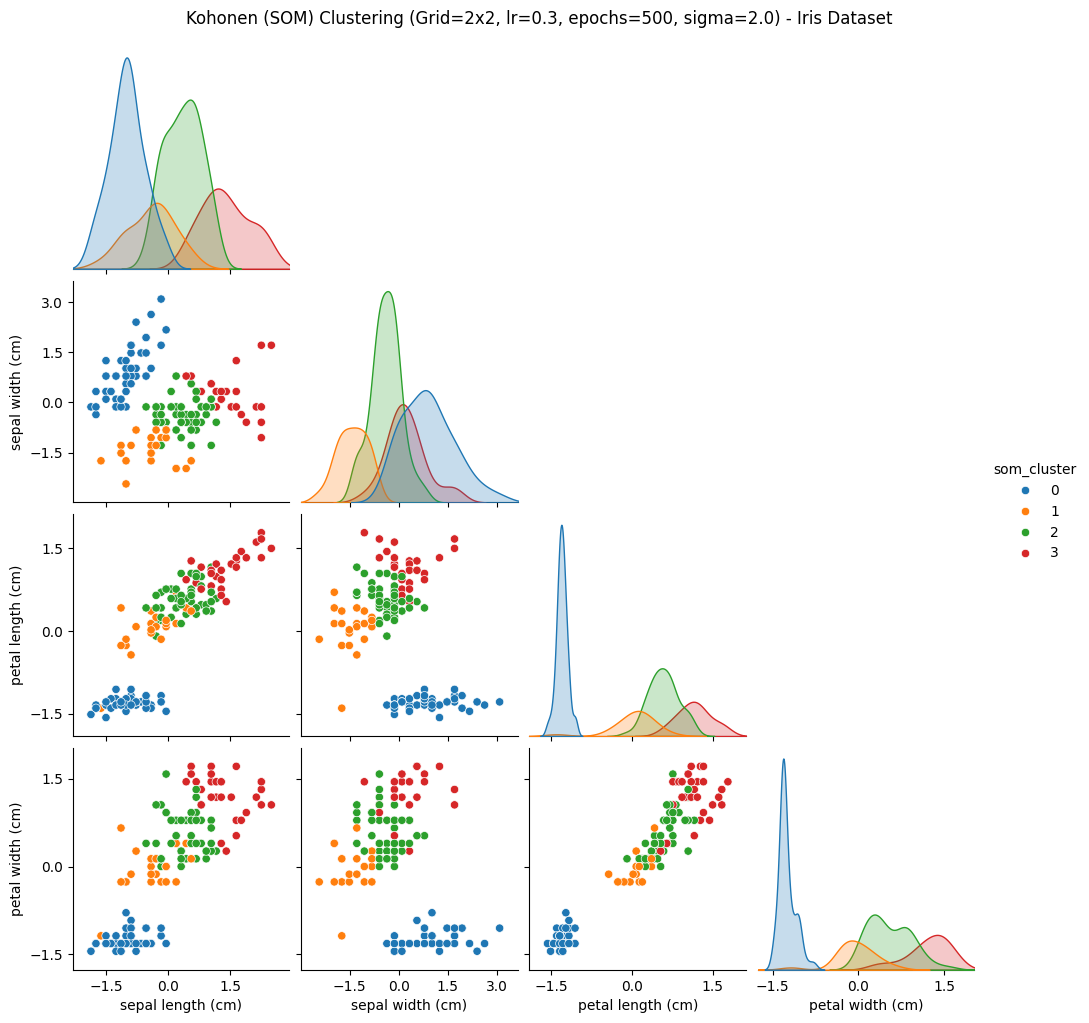 Kohonen (SOM) Clustering (Grid=2x2, lr=0.3, epochs=500, sigma=2.0) - Iris Dataset
3.0
1.5
0.0
−1.5
sepal width (cm)
som_cluster
0
1
2
3
1.5
0.0
−1.5
petal length (cm)
1.5
0.0
−1.5
petal width (cm)
−1.5 0.0 1.5
−1.5 0.0 1.5 3.0
−1.5 0.0 1.5
−1.5 0.0 1.5
sepal length (cm)
sepal width (cm)
petal length (cm)
petal width (cm)